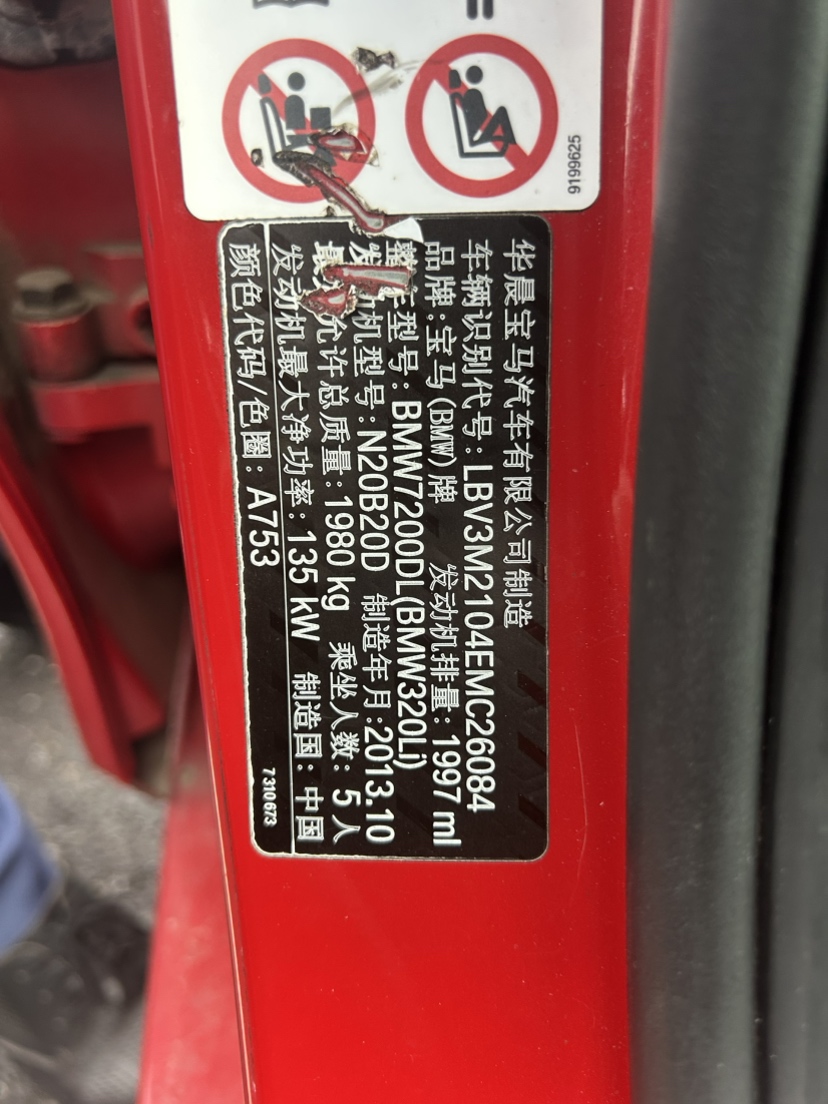 9199625
华晨宝马汽车有限公司制造
车辆识别代号:LBV3M2104EMC26084
品牌:宝马(BMW)牌 发动机排量:1997 ml
整车型号:BMW7200DL(BMW320Li)
发动机型号:N20B20D 制造年月:2013.10
最大允许总质量:1980 kg 乘坐人数:5人
发动机最大净功率:135 kW 制造国:中国
颜色代码/色圈:A753
7 310 673